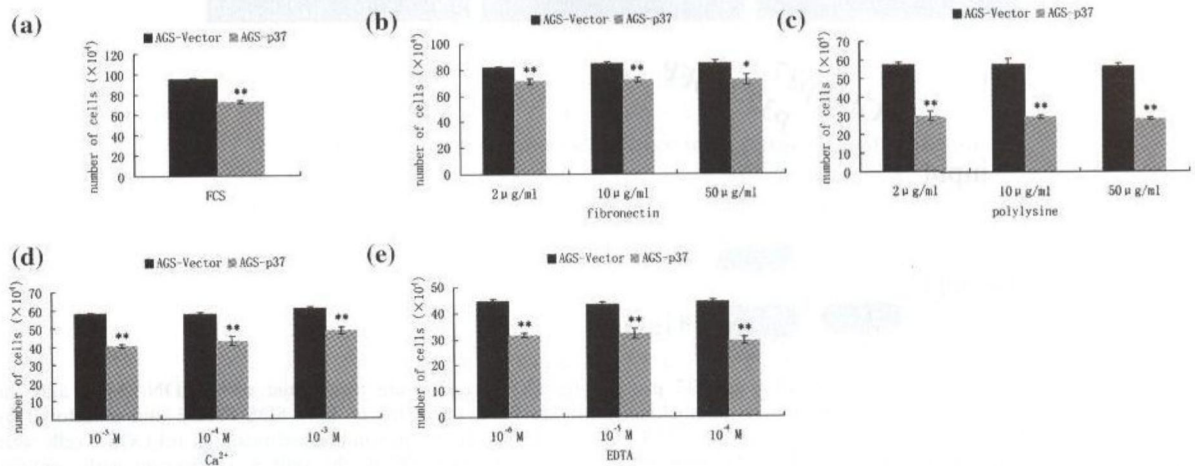 (a)
■AGS-Vector ▩AGS-p37
number of cells (×10⁴)
120
100
80
60
40
20
0
**
FCS
(b)
■AGS-Vector ▩AGS-p37
number of cells (×10⁴)
100
80
60
40
20
0
** ** *
2μg/ml 10μg/ml 50μg/ml
fibronectin
(c)
■AGS-Vector ▩AGS-p37
number of cells (×10⁴)
70
60
50
40
30
20
10
0
** ** **
2μg/ml 10μg/ml 50μg/ml
polylysine
(d)
■AGS-Vector ▩AGS-p37
number of cells (×10⁴)
70
60
50
40
30
20
10
0
** ** **
10⁻⁵ M 10⁻⁴ M 10⁻³ M
Ca²⁺
(e)
■AGS-Vector ▩AGS-p37
number of cells (×10⁴)
50
40
30
20
10
0
** ** **
10⁻⁶ M 10⁻⁵ M 10⁻⁴ M
EDTA